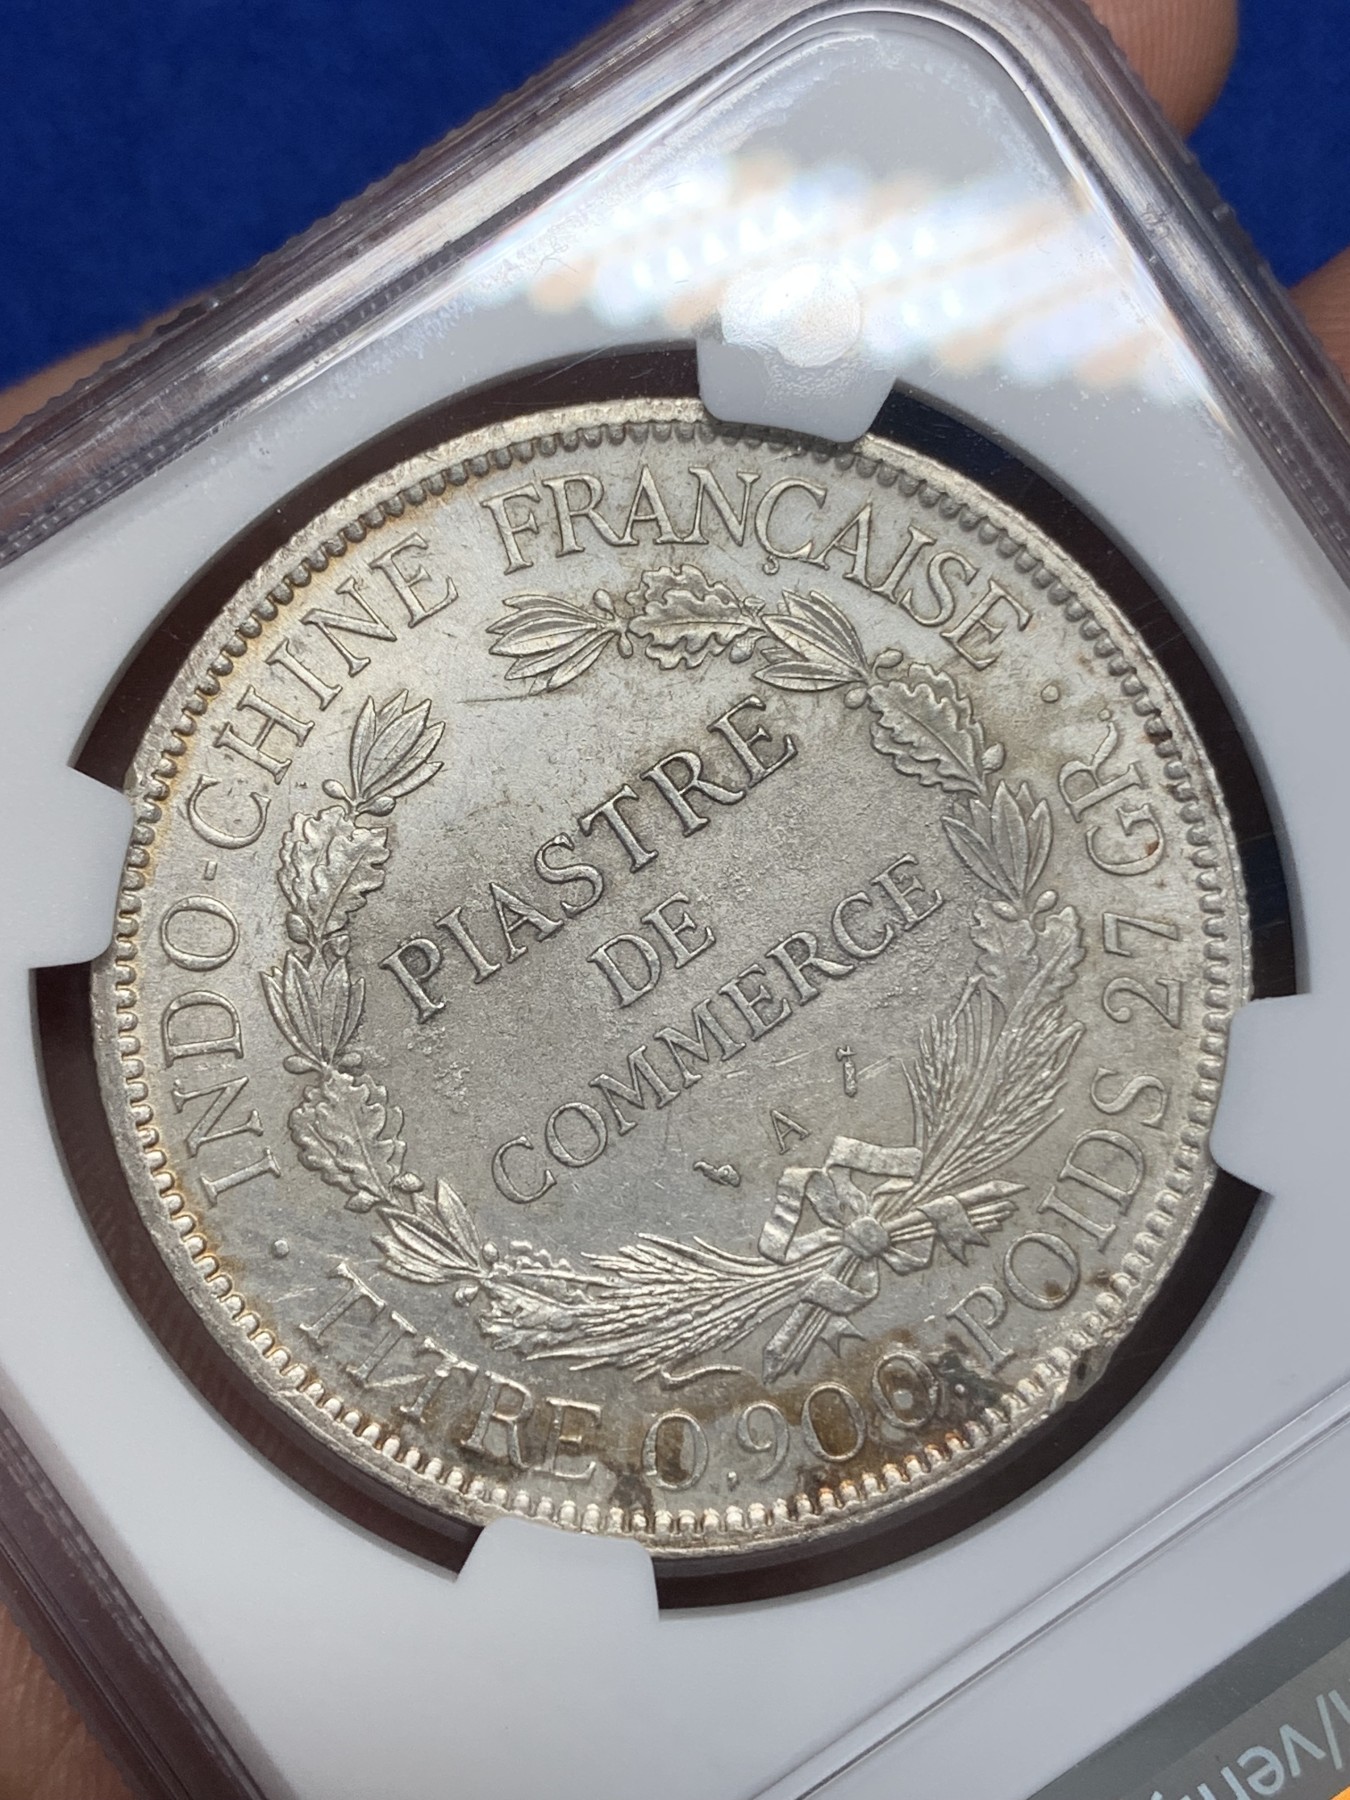 INDO-CHINE FRANÇAISE
PIASTRE
DE
COMMERCE
A
TITRE 0,900. POIDS 27 GR.